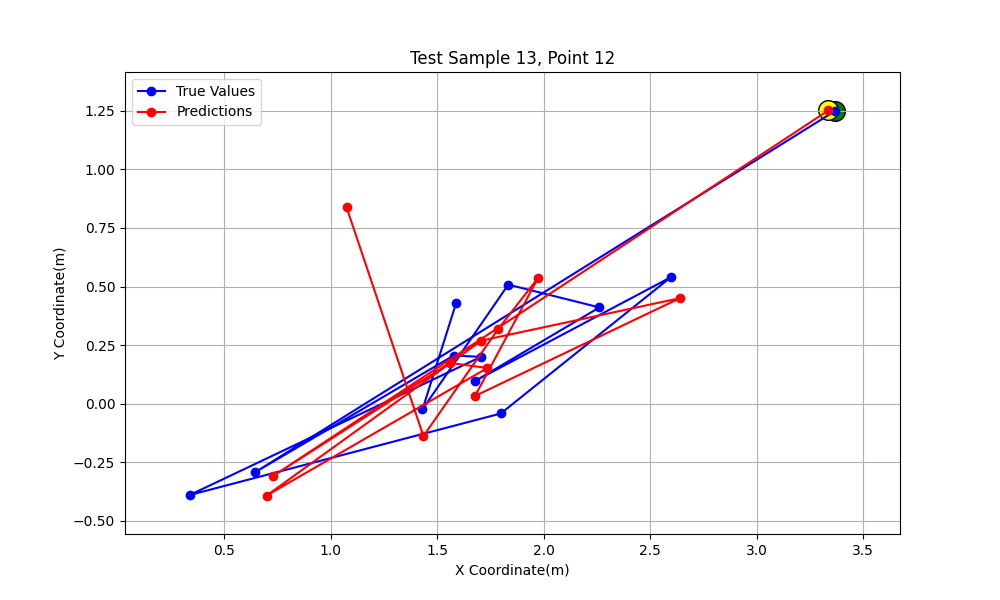 Test Sample 13, Point 12
True Values
Predictions
1.25
1.00
0.75
0.50
0.25
0.00
−0.25
−0.50
Y Coordinate(m)
0.5 1.0 1.5 2.0 2.5 3.0 3.5
X Coordinate(m)